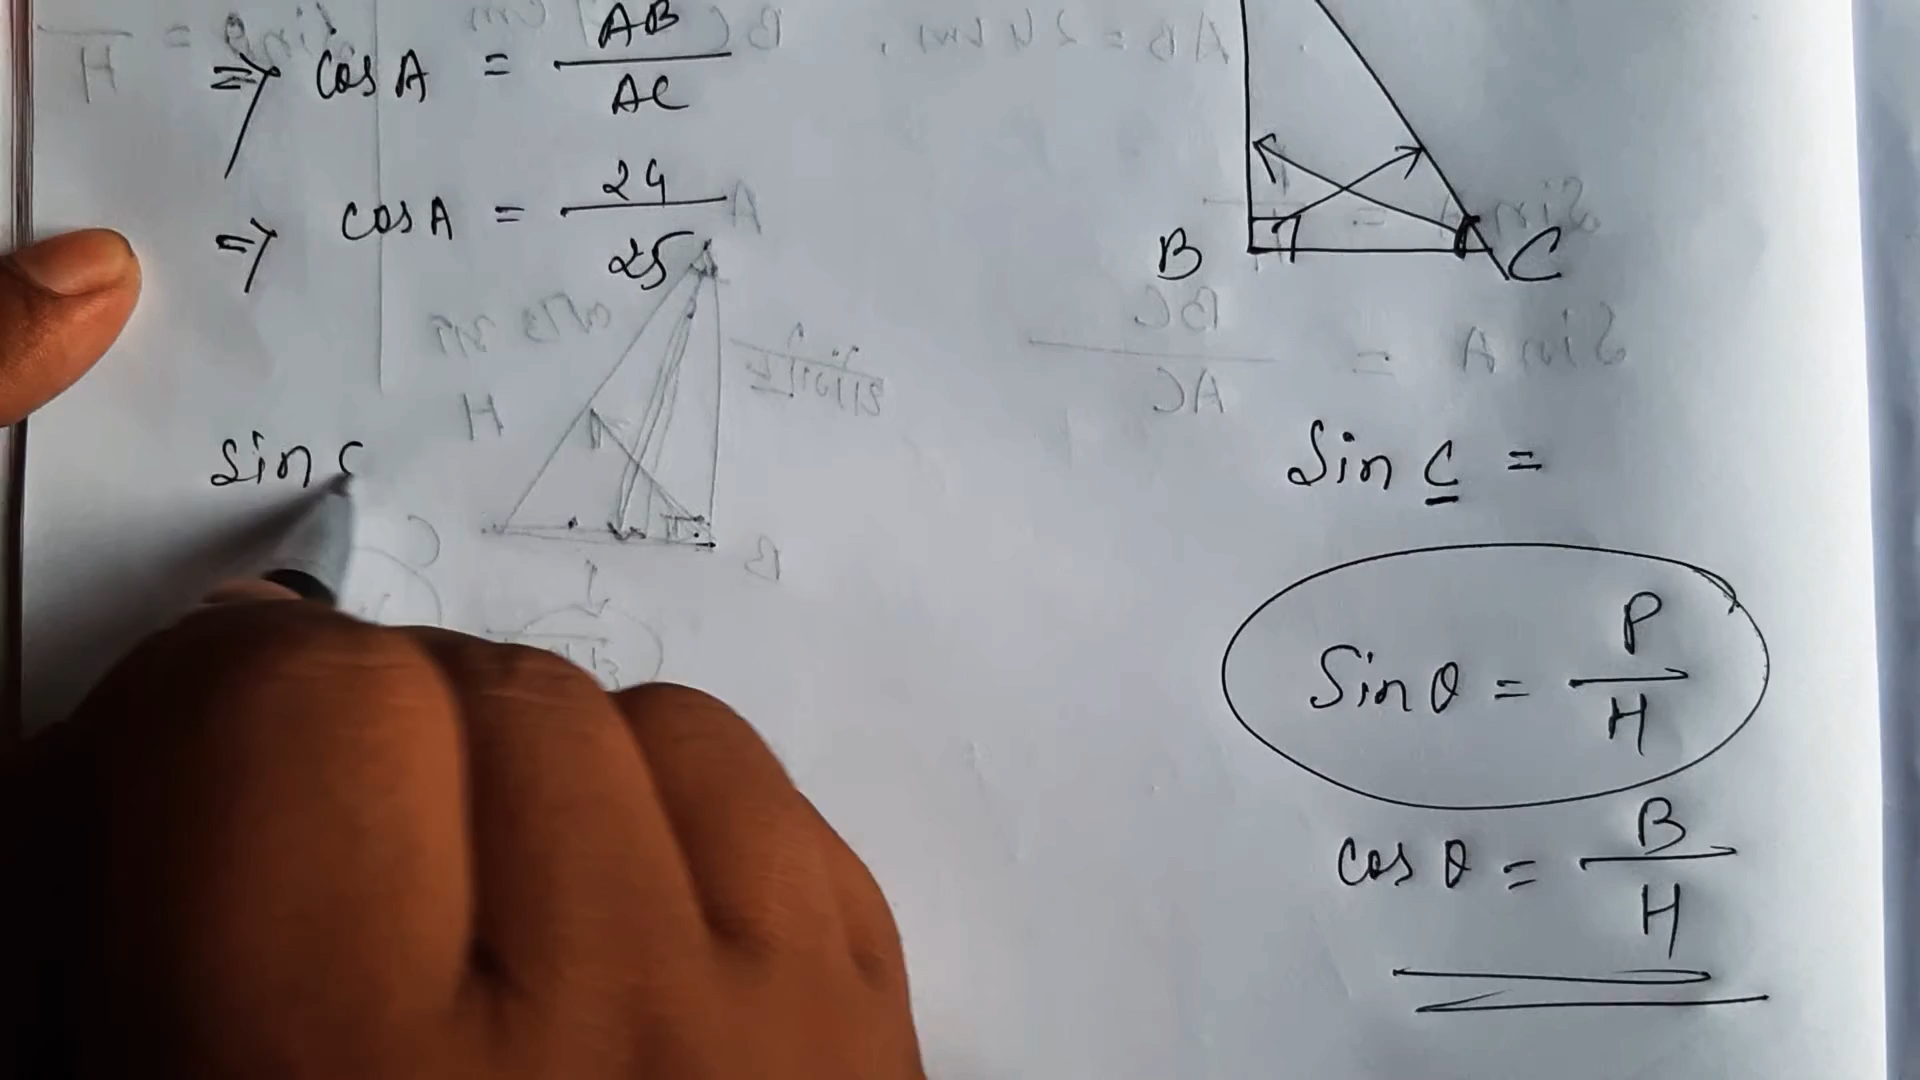 => cos A = AB / AC
=> cos A = 24 / 25
B C
sin C
Sin C =
Sin θ = P / H
cos θ = B / H